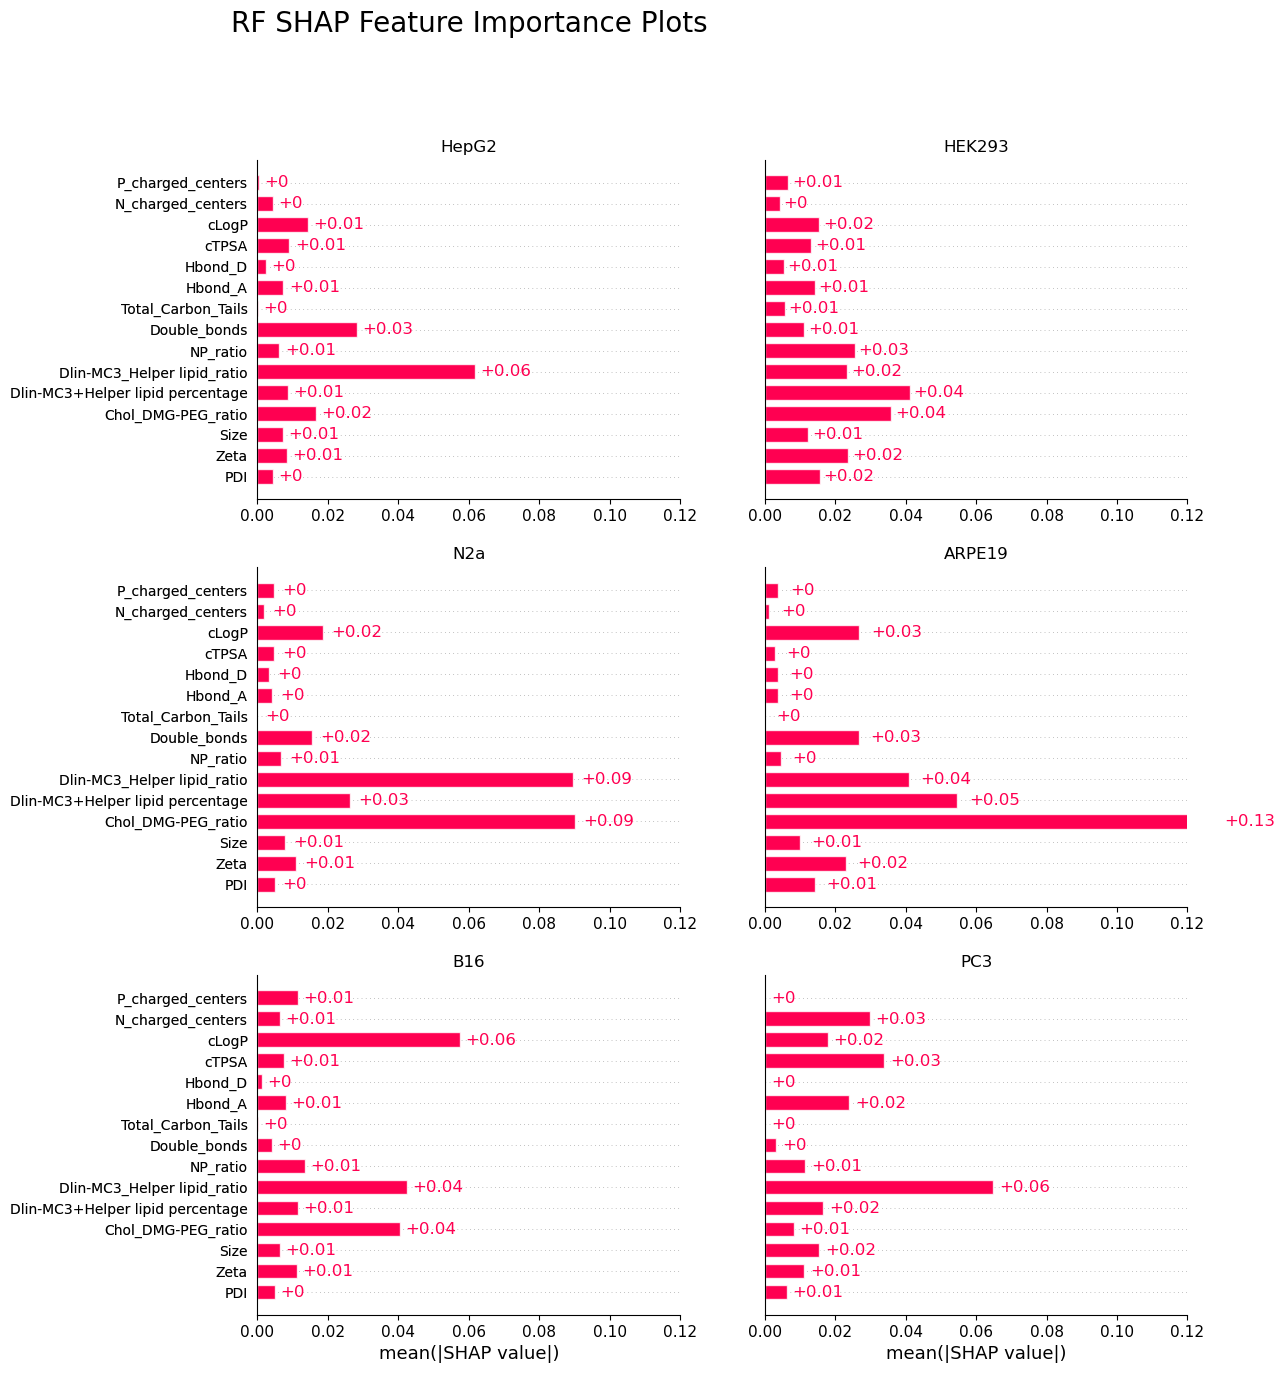 RF SHAP Feature Importance Plots
HepG2
P_charged_centers +0
N_charged_centers +0
cLogP +0.01
cTPSA +0.01
Hbond_D +0
Hbond_A +0.01
Total_Carbon_Tails +0
Double_bonds +0.03
NP_ratio +0.01
Dlin-MC3_Helper lipid_ratio +0.06
Dlin-MC3+Helper lipid percentage +0.01
Chol_DMG-PEG_ratio +0.02
Size +0.01
Zeta +0.01
PDI +0
0.00 0.02 0.04 0.06 0.08 0.10 0.12
HEK293
+0.01
+0
+0.02
+0.01
+0.01
+0.01
+0.01
+0.01
+0.03
+0.02
+0.04
+0.04
+0.01
+0.02
+0.02
0.00 0.02 0.04 0.06 0.08 0.10 0.12
N2a
P_charged_centers +0
N_charged_centers +0
cLogP +0.02
cTPSA +0
Hbond_D +0
Hbond_A +0
Total_Carbon_Tails +0
Double_bonds +0.02
NP_ratio +0.01
Dlin-MC3_Helper lipid_ratio +0.09
Dlin-MC3+Helper lipid percentage +0.03
Chol_DMG-PEG_ratio +0.09
Size +0.01
Zeta +0.01
PDI +0
0.00 0.02 0.04 0.06 0.08 0.10 0.12
ARPE19
+0
+0
+0.03
+0
+0
+0
+0
+0.03
+0
+0.04
+0.05
+0.13
+0.01
+0.02
+0.01
0.00 0.02 0.04 0.06 0.08 0.10 0.12
B16
P_charged_centers +0.01
N_charged_centers +0.01
cLogP +0.06
cTPSA +0.01
Hbond_D +0
Hbond_A +0.01
Total_Carbon_Tails +0
Double_bonds +0
NP_ratio +0.01
Dlin-MC3_Helper lipid_ratio +0.04
Dlin-MC3+Helper lipid percentage +0.01
Chol_DMG-PEG_ratio +0.04
Size +0.01
Zeta +0.01
PDI +0
0.00 0.02 0.04 0.06 0.08 0.10 0.12
mean(|SHAP value|)
PC3
+0
+0.03
+0.02
+0.03
+0
+0.02
+0
+0
+0.01
+0.06
+0.02
+0.01
+0.02
+0.01
+0.01
0.00 0.02 0.04 0.06 0.08 0.10 0.12
mean(|SHAP value|)